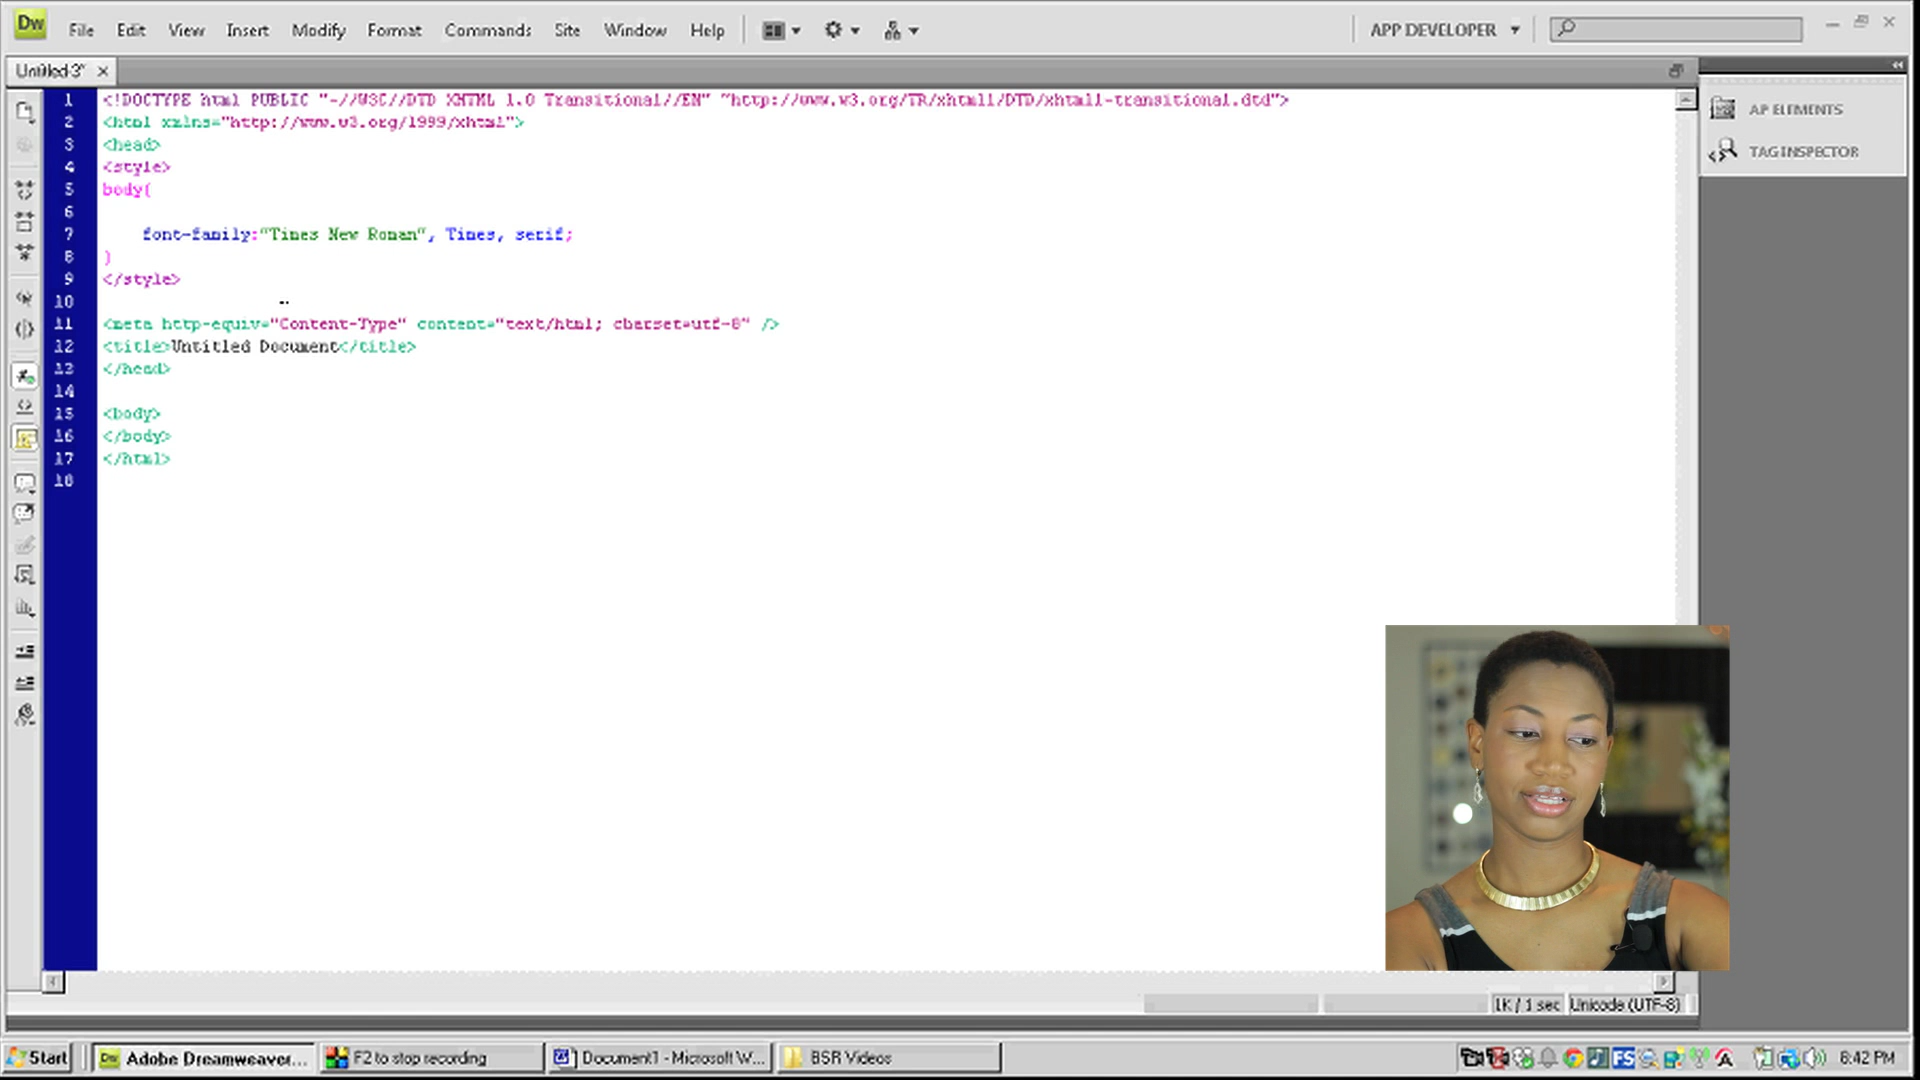 Dw File Edit View Insert Modify Format Commands Site Window Help APP DEVELOPER
Untitled-3* x
1 <!DOCTYPE html PUBLIC "-//W3C//DTD XHTML 1.0 Transitional//EN" "http://www.w3.org/TR/xhtml1/DTD/xhtml1-transitional.dtd">
2 <html xmlns="http://www.w3.org/1999/xhtml">
3 <head>
4 <style>
5 body{
6
7 font-family:"Times New Roman", Times, serif;
8 }
9 </style>
10
11 <meta http-equiv="Content-Type" content="text/html; charset=utf-8" />
12 <title>Untitled Document</title>
13 </head>
14
15 <body>
16 </body>
17 </html>
18
AP ELEMENTS
TAG INSPECTOR
1K / 1 sec Unicode (UTF-8)
Start Dw Adobe Dreamweaver... F2 to stop recording Document1 - Microsoft W... BSR Videos FS 8:42 PM